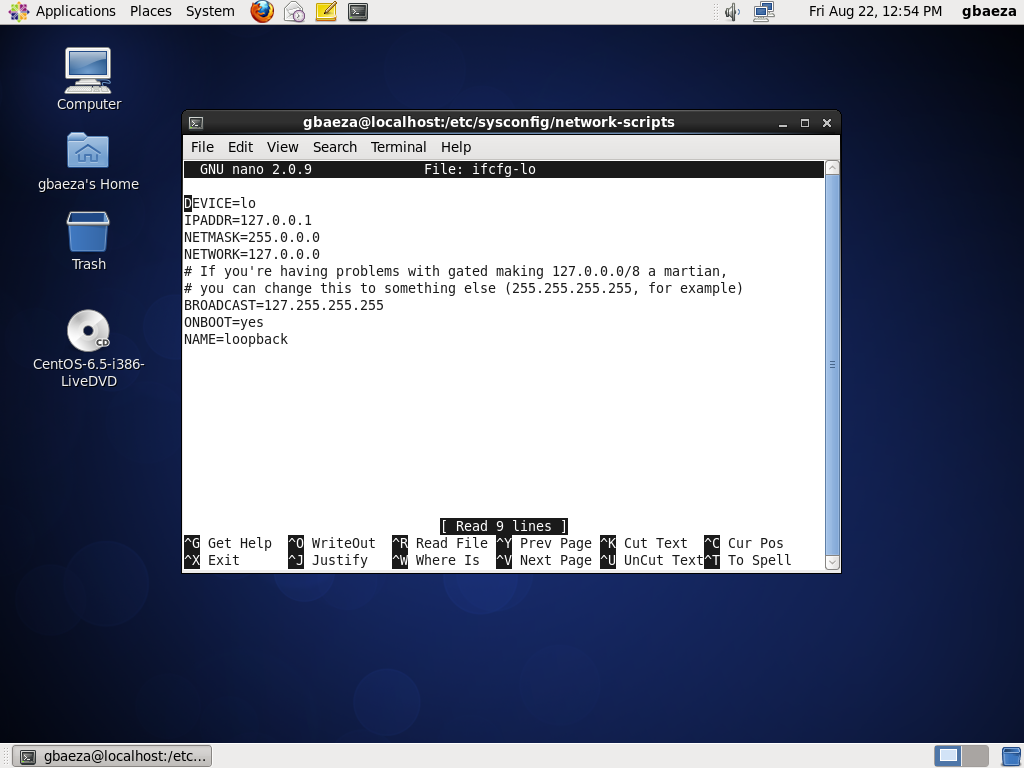 Applications Places System Fri Aug 22, 12:54 PM gbaeza
Computer
gbaeza's Home
Trash
CD
CentOS-6.5-i386-
LiveDVD
gbaeza@localhost:/etc/sysconfig/network-scripts
File Edit View Search Terminal Help
GNU nano 2.0.9 File: ifcfg-lo
DEVICE=lo
IPADDR=127.0.0.1
NETMASK=255.0.0.0
NETWORK=127.0.0.0
# If you're having problems with gated making 127.0.0.0/8 a martian,
# you can change this to something else (255.255.255.255, for example)
BROADCAST=127.255.255.255
ONBOOT=yes
NAME=loopback
[ Read 9 lines ]
^G Get Help ^O WriteOut ^R Read File ^Y Prev Page ^K Cut Text ^C Cur Pos
^X Exit ^J Justify ^W Where Is ^V Next Page ^U UnCut Text ^T To Spell
gbaeza@localhost:/etc...